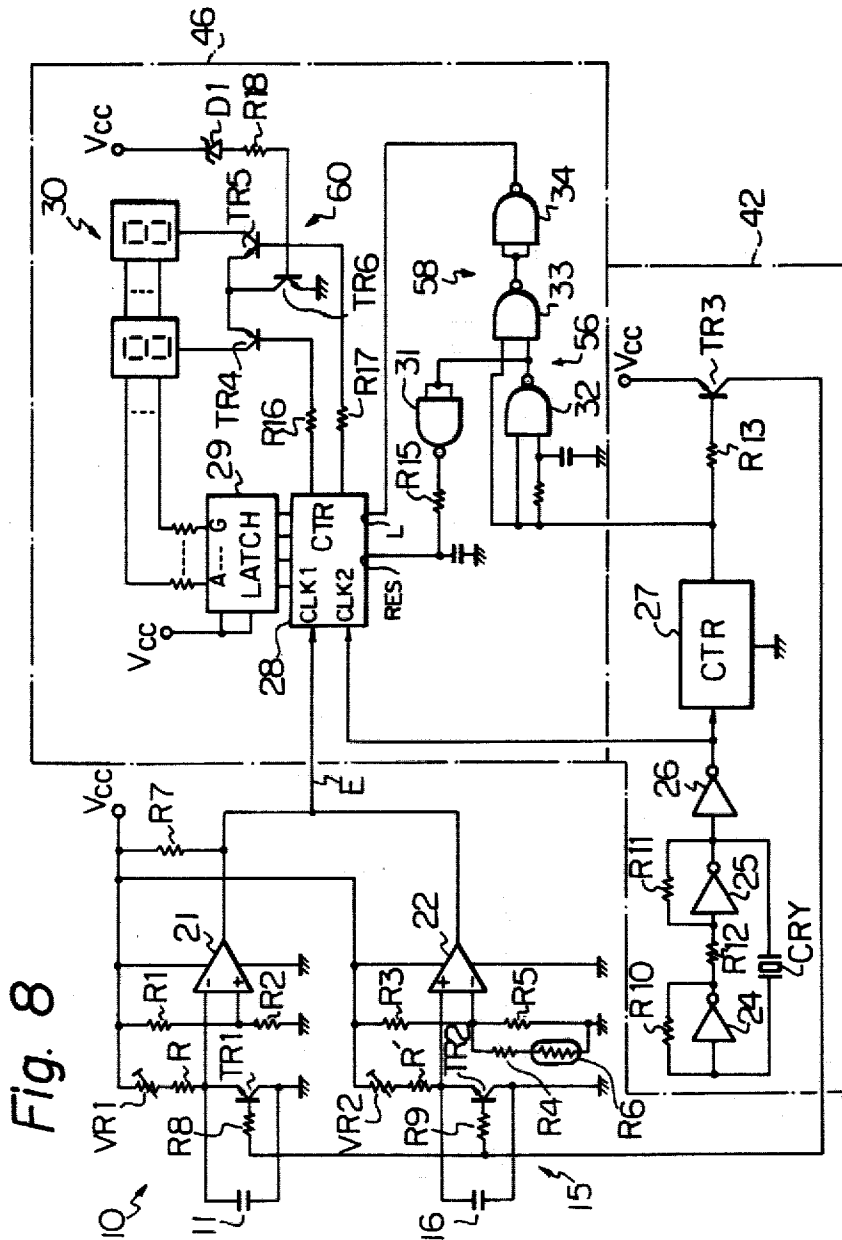 Fig. 8
46
30
Vcc
D1
R18
TR5
60
TR4
TR6
R16
R17
29
A G
LATCH
Vcc
28
CLK1
CTR
CLK2
L
RES
R15
31
58
34
33
56
32
42
Vcc
TR3
R13
27
CTR
E
Vcc
R7
10
VR1
R1
21
R
-
+
R2
TR1
R8
11
VR2
R3
22
R'
+
-
R5
TR2
R9
R4
R6
16
15
26
R11
25
R12
R10
24
CRY